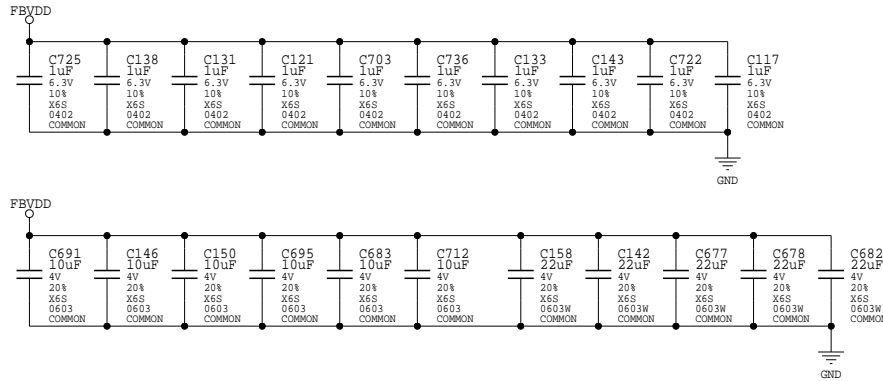 FBVDD
C725 C138 C131 C121 C703 C736 C133 C143 C722 C117
1uF 1uF 1uF 1uF 1uF 1uF 1uF 1uF 1uF 1uF
6.3V 6.3V 6.3V 6.3V 6.3V 6.3V 6.3V 6.3V 6.3V 6.3V
10% 10% 10% 10% 10% 10% 10% 10% 10% 10%
X6S X6S X6S X6S X6S X6S X6S X6S X6S X6S
0402 0402 0402 0402 0402 0402 0402 0402 0402 0402
COMMON COMMON COMMON COMMON COMMON COMMON COMMON COMMON COMMON COMMON
GND
FBVDD
C691 C146 C150 C695 C683 C712 C158 C142 C677 C678 C682
10uF 10uF 10uF 10uF 10uF 10uF 22uF 22uF 22uF 22uF 22uF
4V 4V 4V 4V 4V 4V 4V 4V 4V 4V 4V
20% 20% 20% 20% 20% 20% 20% 20% 20% 20% 20%
X6S X6S X6S X6S X6S X6S X6S X6S X6S X6S X6S
0603 0603 0603 0603 0603 0603 0603W 0603W 0603W 0603W 0603W
COMMON COMMON COMMON COMMON COMMON COMMON COMMON COMMON COMMON COMMON COMMON
GND